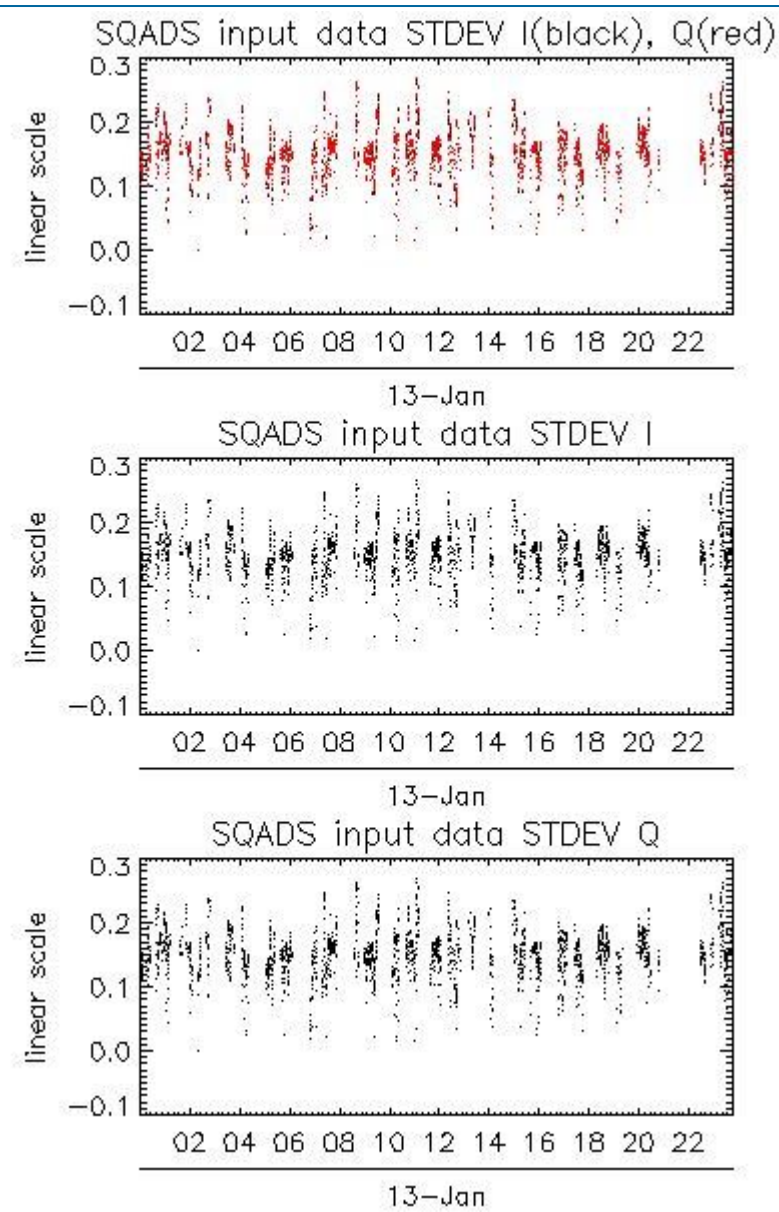 SQADS input data STDEV I(black), Q(red)
0.3
0.2
0.1
0.0
−0.1
linear scale
02 04 06 08 10 12 14 16 18 20 22
13−Jan
SQADS input data STDEV I
0.3
0.2
0.1
0.0
−0.1
linear scale
02 04 06 08 10 12 14 16 18 20 22
13−Jan
SQADS input data STDEV Q
0.3
0.2
0.1
0.0
−0.1
linear scale
02 04 06 08 10 12 14 16 18 20 22
13−Jan